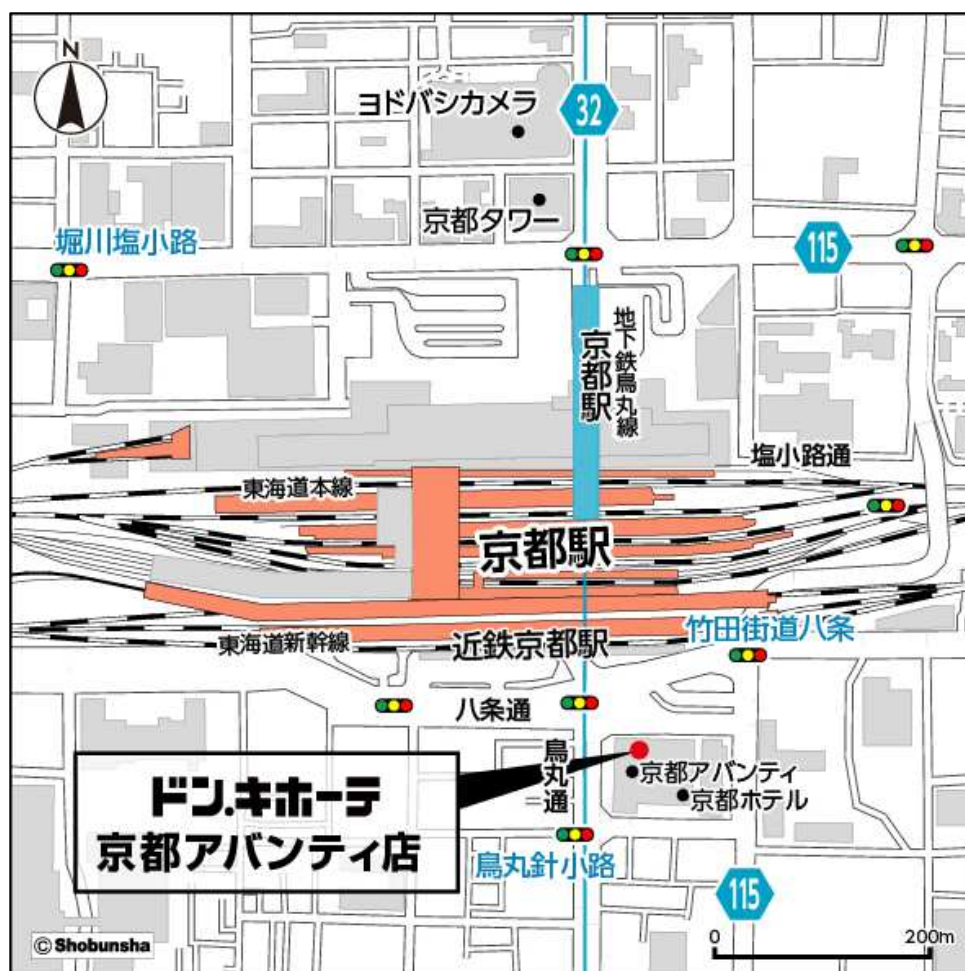 N
ヨドバシカメラ
32
京都タワー
堀川塩小路
115
地下鉄烏丸線
京都駅
塩小路通
東海道本線
京都駅
竹田街道八条
東海道新幹線
近鉄京都駅
八条通
烏丸通
京都アバンティ
京都ホテル
ドン.キホーテ
京都アバンティ店
烏丸針小路
115
0 200m
© Shobunsha